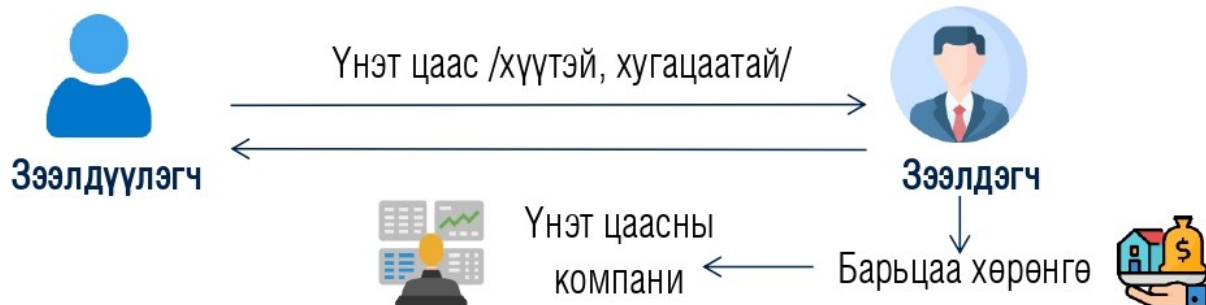 Үнэт цаас /хүүтэй, хугацаатай/
Зээлдүүлэгч
Зээлдэгч
Үнэт цаасны
компани
Барьцаа хөрөнгө